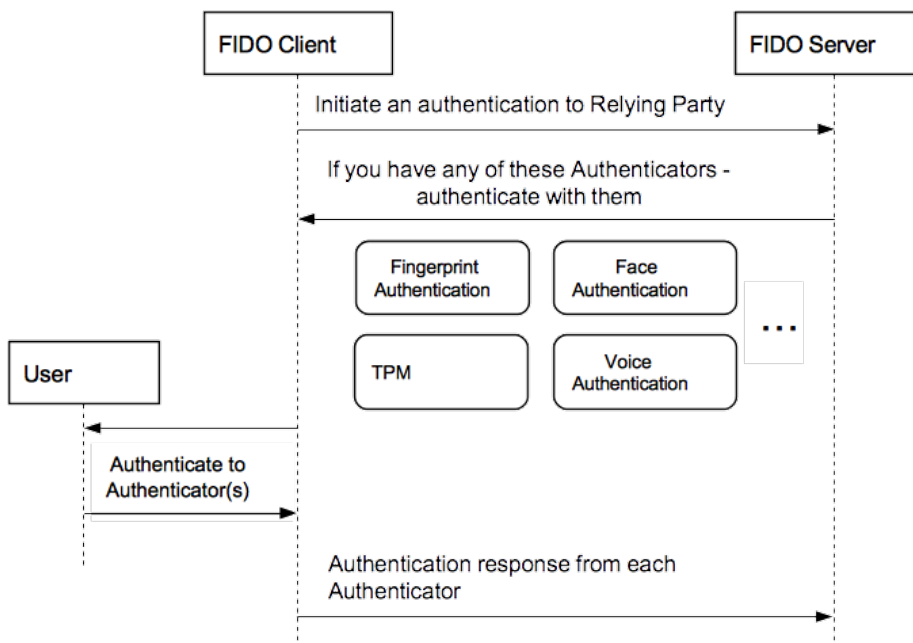 FIDO Client
FIDO Server
Initiate an authentication to Relying Party
If you have any of these Authenticators -
authenticate with them
Fingerprint
Authentication
Face
Authentication
...
TPM
Voice
Authentication
User
Authenticate to
Authenticator(s)
Authentication response from each
Authenticator